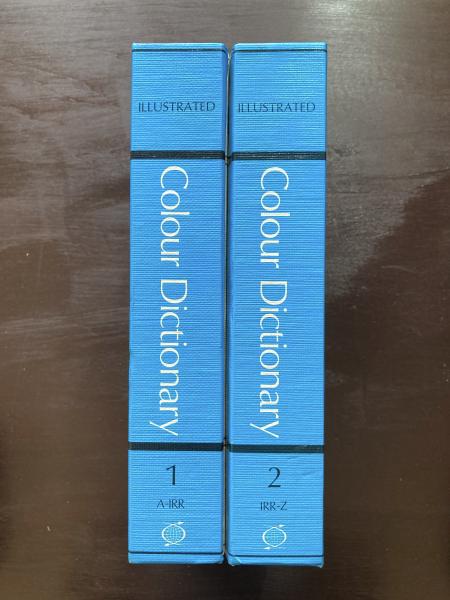 ILLUSTRATED
Colour Dictionary
1
A-IRR
ILLUSTRATED
Colour Dictionary
2
IRR-Z